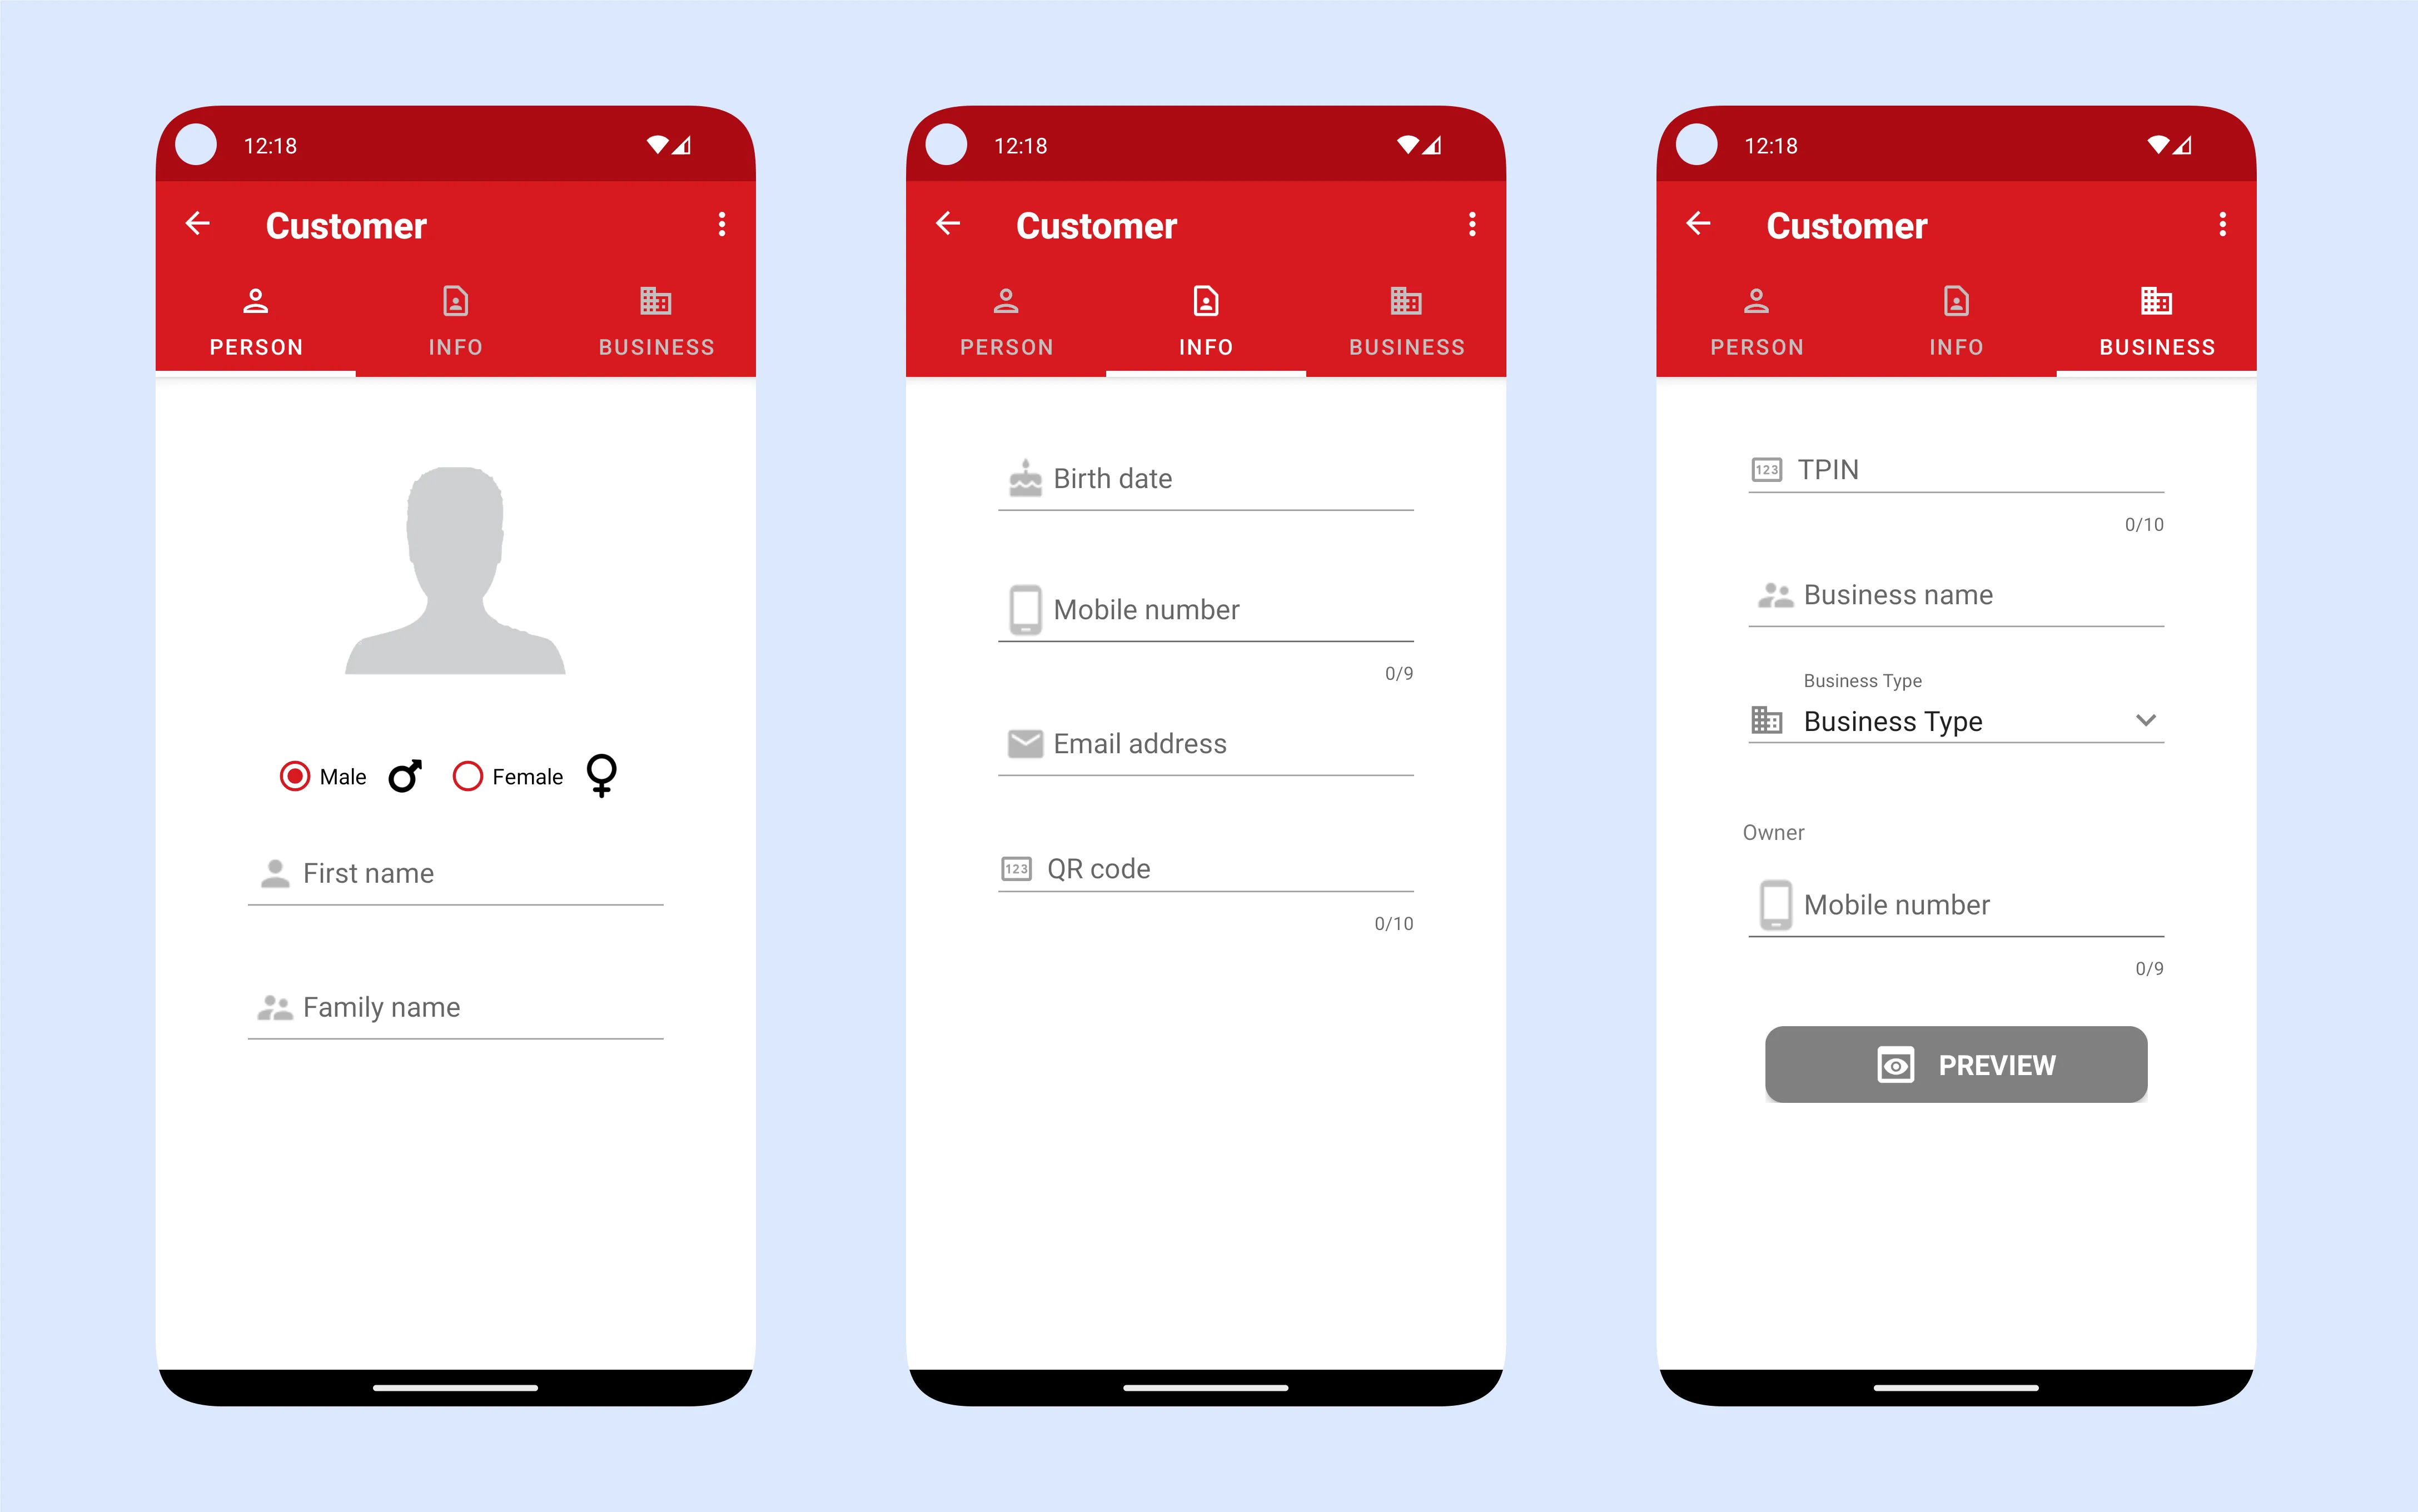 12:18
Customer
PERSON INFO BUSINESS
Male Female
First name
Family name
12:18
Customer
PERSON INFO BUSINESS
Birth date
Mobile number
0/9
Email address
123 QR code
0/10
12:18
Customer
PERSON INFO BUSINESS
123 TPIN
0/10
Business name
Business Type
Business Type
Owner
Mobile number
0/9
PREVIEW